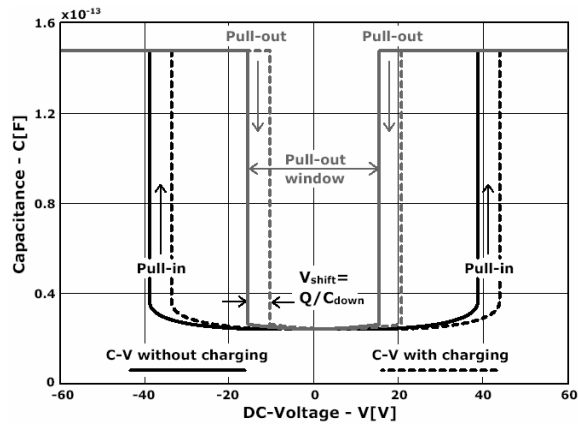 x10⁻¹³
1.6
1.2
0.8
0.4
0
Capacitance - C[F]
Pull-out
Pull-out
Pull-out
window
Pull-in
Pull-in
Vshift=
Q/Cdown
C-V without charging
C-V with charging
-60
-40
-20
0
20
40
60
DC-Voltage - V[V]